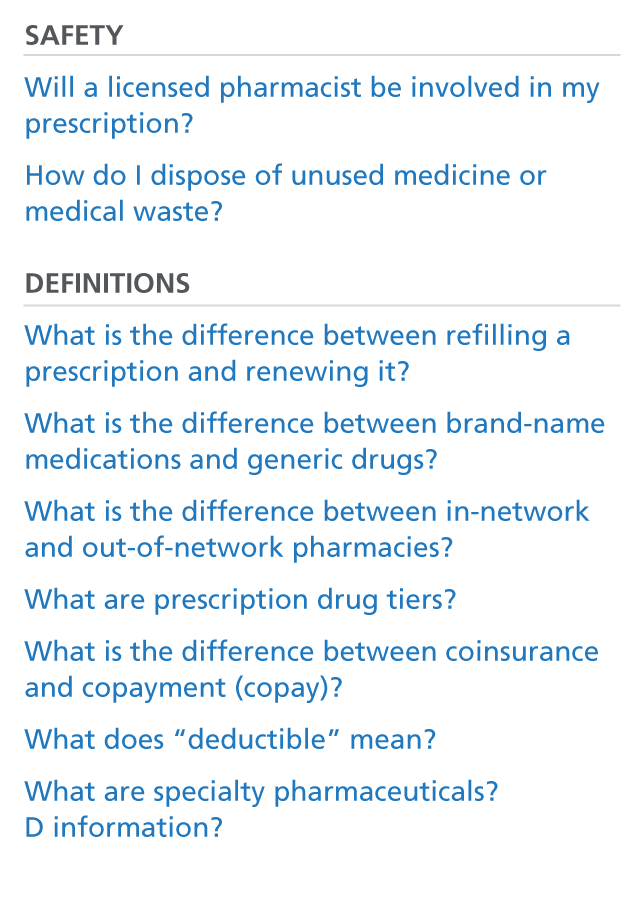 SAFETY
Will a licensed pharmacist be involved in my
prescription?
How do I dispose of unused medicine or
medical waste?
DEFINITIONS
What is the difference between refilling a
prescription and renewing it?
What is the difference between brand-name
medications and generic drugs?
What is the difference between in-network
and out-of-network pharmacies?
What are prescription drug tiers?
What is the difference between coinsurance
and copayment (copay)?
What does “deductible” mean?
What are specialty pharmaceuticals?
D information?